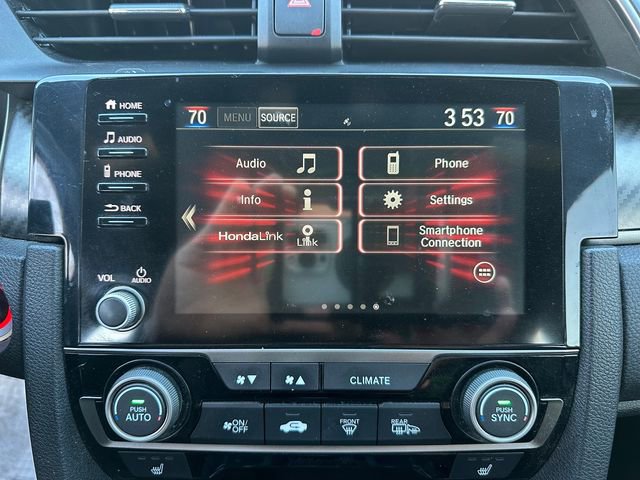 HOME
AUDIO
PHONE
BACK
VOL AUDIO
70 MENU SOURCE 3 53 70
Audio
Phone
Info
Settings
HondaLink Link
Smartphone
Connection
CLIMATE
PUSH
AUTO
ON/
OFF
FRONT
REAR
PUSH
SYNC